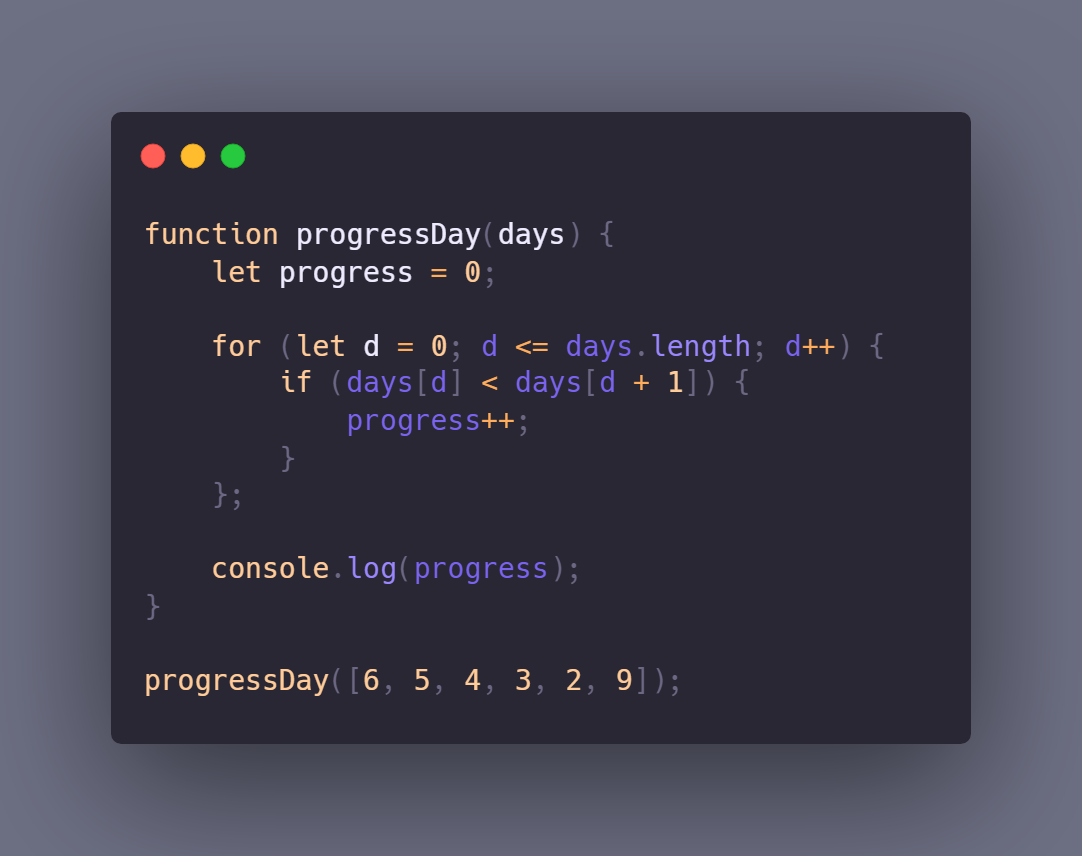 function progressDay(days) {
    let progress = 0;

    for (let d = 0; d <= days.length; d++) {
        if (days[d] < days[d + 1]) {
            progress++;
        }
    };

    console.log(progress);
}

progressDay([6, 5, 4, 3, 2, 9]);